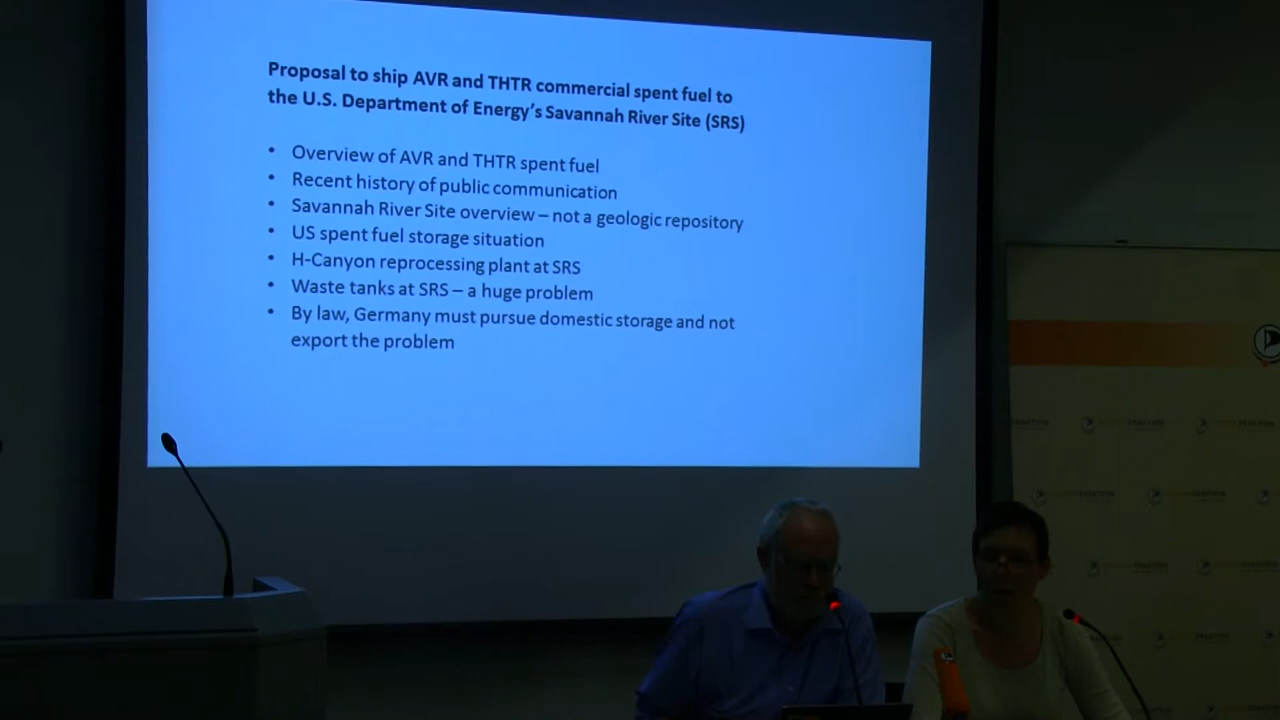 Proposal to ship AVR and THTR commercial spent fuel to
the U.S. Department of Energy's Savannah River Site (SRS)
• Overview of AVR and THTR spent fuel
• Recent history of public communication
• Savannah River Site overview – not a geologic repository
• US spent fuel storage situation
• H-Canyon reprocessing plant at SRS
• Waste tanks at SRS – a huge problem
• By law, Germany must pursue domestic storage and not
export the problem